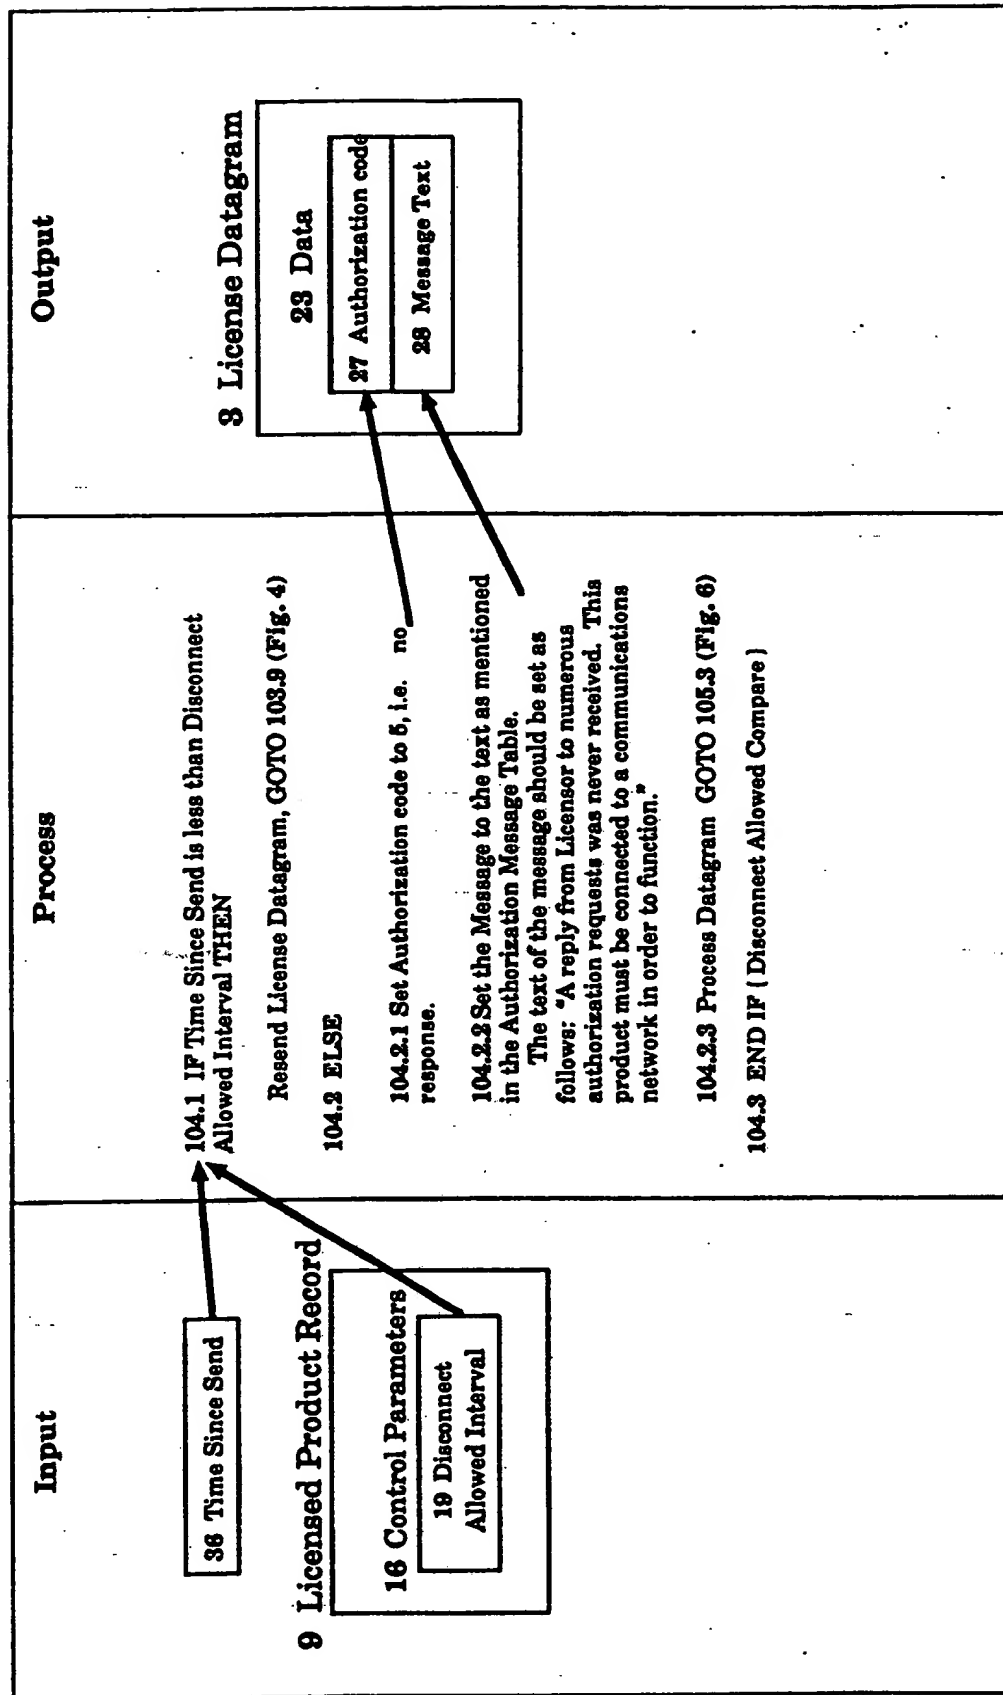 Input
36 Time Since Send
9 Licensed Product Record
16 Control Parameters
19 Disconnect
Allowed Interval
Process
104.1 IF Time Since Send is less than Disconnect
Allowed Interval THEN
Resend License Datagram, GOTO 103.9 (Fig. 4)
104.2 ELSE
104.2.1 Set Authorization code to 5, i.e. no
response.
104.2.2 Set the Message to the text as mentioned
in the Authorization Message Table.
The text of the message should be set as
follows: "A reply from Licensor to numerous
authorization requests was never received. This
product must be connected to a communications
network in order to function."
104.2.3 Process Datagram GOTO 105.3 (Fig. 6)
104.3 END IF { Disconnect Allowed Compare }
Output
3 License Datagram
23 Data
27 Authorization code
28 Message Text